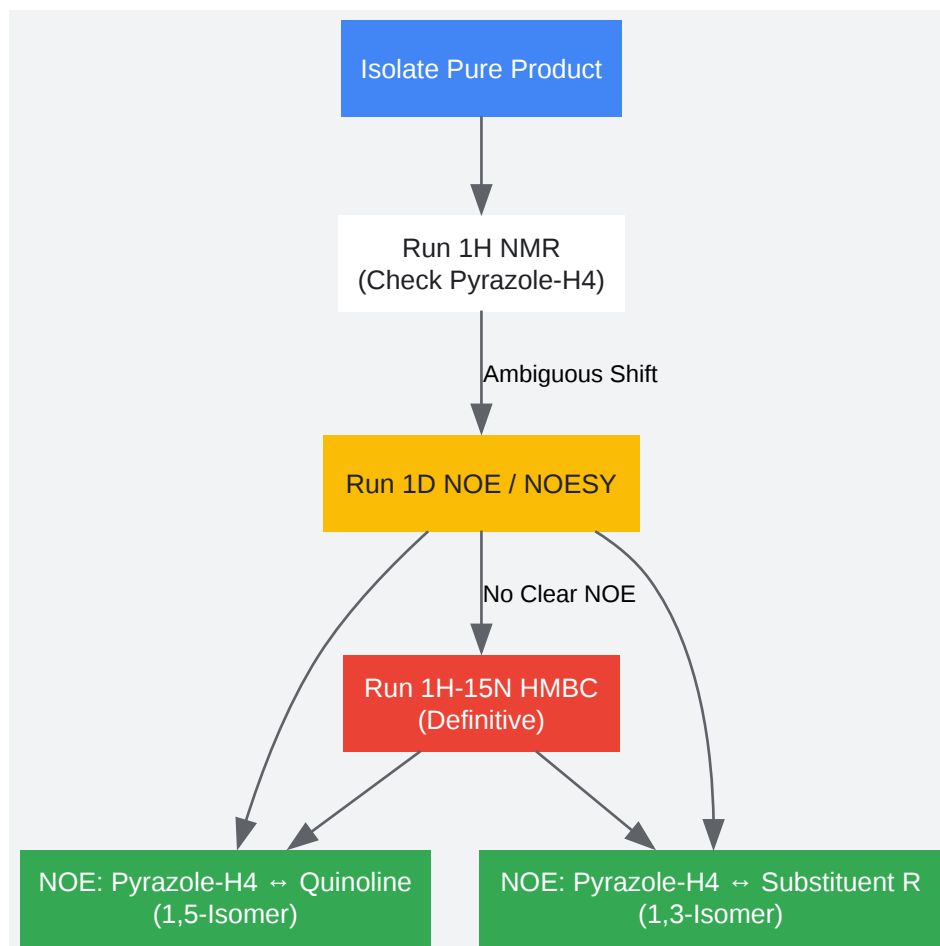 Isolate Pure Product
Run 1H NMR
(Check Pyrazole-H4)
Ambiguous Shift
Run 1D NOE / NOESY
No Clear NOE
Run 1H-15N HMBC
(Definitive)
NOE: Pyrazole-H4 ↔ Quinoline
(1,5-Isomer)
NOE: Pyrazole-H4 ↔ Substituent R
(1,3-Isomer)